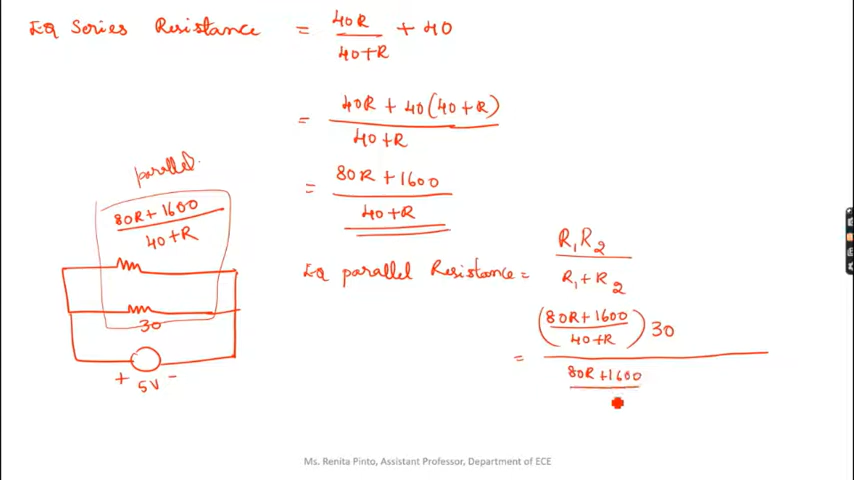 Eq Series Resistance = 40R / 40+R + 40
= 40R + 40(40+R) / 40+R
= 80R + 1600 / 40+R
parallel
80R+1600 / 40+R
30
+ 5V -
Eq parallel Resistance = R1R2 / R1+R2
= (80R+1600 / 40+R) 30
80R+1600
Ms. Renita Pinto, Assistant Professor, Department of ECE